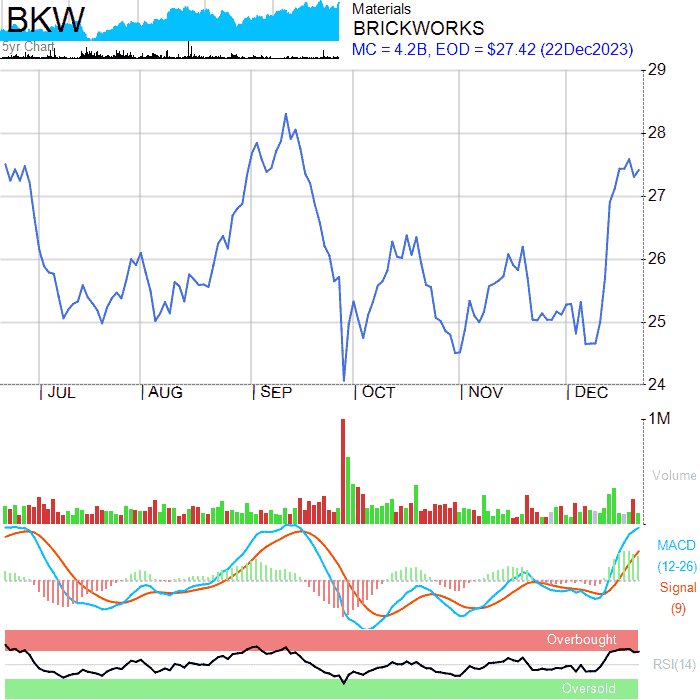 BKW
5yr Chart
Materials
BRICKWORKS
MC = 4.2B, EOD = $27.42 (22Dec2023)
29
28
27
26
25
24
JUL AUG SEP OCT NOV DEC
1M
Volume
MACD
(12-26)
Signal
(9)
Overbought
RSI(14)
Oversold